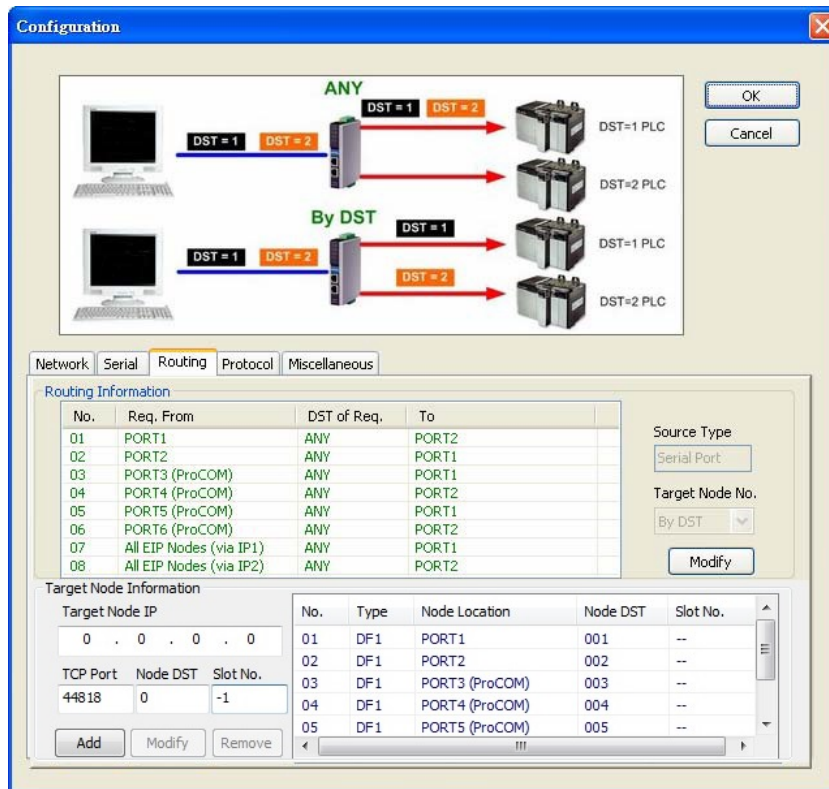 Configuration
ANY
DST = 1 DST = 2
DST = 1 DST = 2
DST=1 PLC
DST=2 PLC
By DST
DST = 1
DST = 1 DST = 2
DST = 2
DST=1 PLC
DST=2 PLC
OK
Cancel
Network Serial Routing Protocol Miscellaneous
Routing Information
No. Req. From DST of Req. To
01 PORT1 ANY PORT2
02 PORT2 ANY PORT1
03 PORT3 (ProCOM) ANY PORT1
04 PORT4 (ProCOM) ANY PORT2
05 PORT5 (ProCOM) ANY PORT1
06 PORT6 (ProCOM) ANY PORT2
07 All EIP Nodes (via IP1) ANY PORT1
08 All EIP Nodes (via IP2) ANY PORT2
Source Type
Serial Port
Target Node No.
By DST
Modify
Target Node Information
Target Node IP
0 . 0 . 0 . 0
TCP Port Node DST Slot No.
44818 0 -1
Add Modify Remove
No. Type Node Location Node DST Slot No.
01 DF1 PORT1 001 --
02 DF1 PORT2 002 --
03 DF1 PORT3 (ProCOM) 003 --
04 DF1 PORT4 (ProCOM) 004 --
05 DF1 PORT5 (ProCOM) 005 --